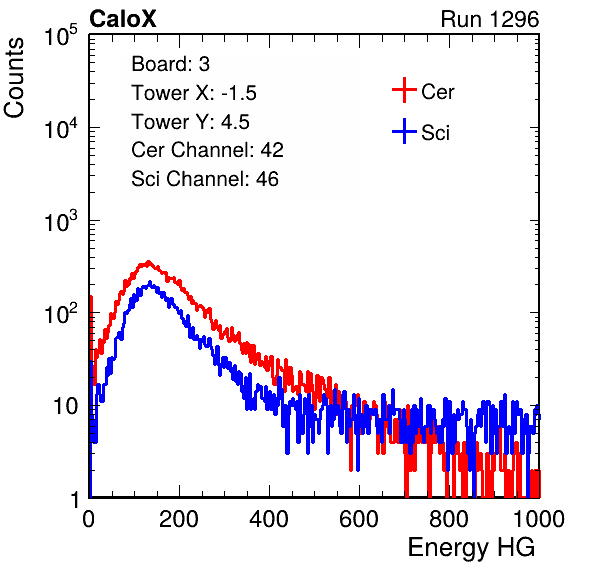 CaloX Run 1296
Counts
10^5
10^4
10^3
10^2
10
1
Board: 3
Tower X: -1.5
Tower Y: 4.5
Cer Channel: 42
Sci Channel: 46
Cer
Sci
0 200 400 600 800 1000
Energy HG